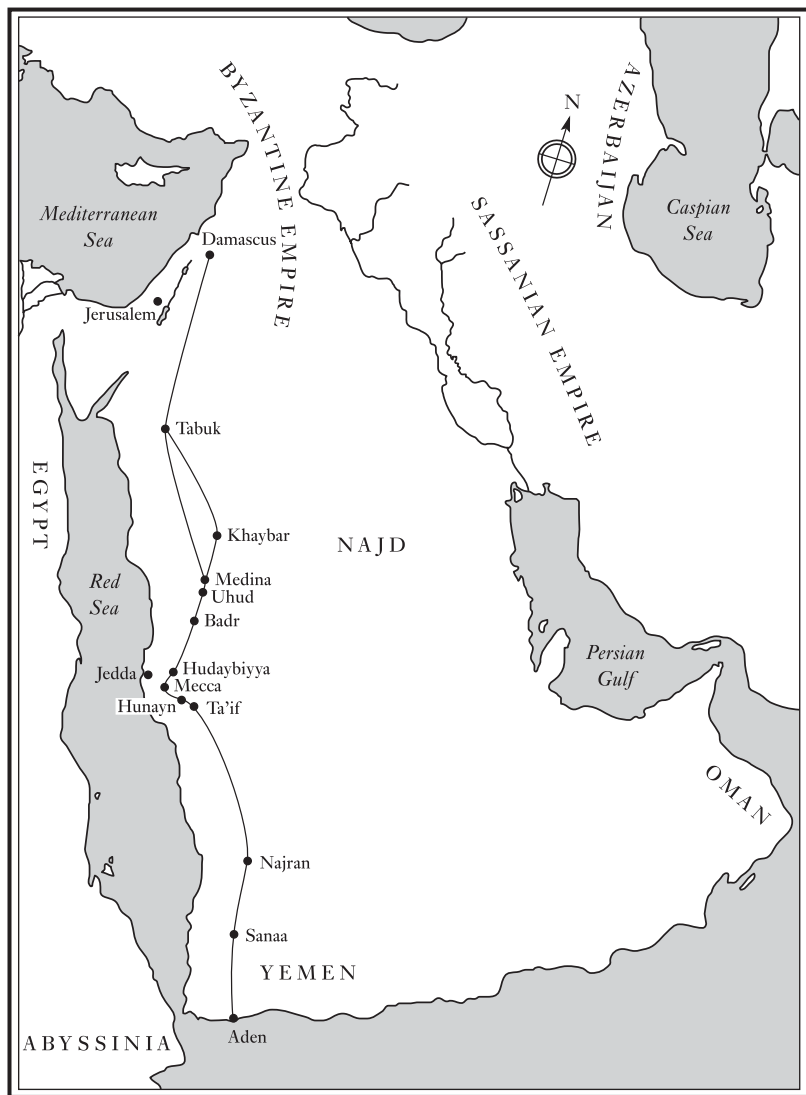 N
BYZANTINE EMPIRE
AZERBAIJAN
SASSANIAN EMPIRE
Mediterranean
Sea
Caspian
Sea
Damascus
Jerusalem
Tabuk
EGYPT
Khaybar
NAJD
Medina
Uhud
Red
Sea
Badr
Persian
Gulf
Hudaybiyya
Jedda
Mecca
Hunayn
Ta'if
OMAN
Najran
Sanaa
YEMEN
Aden
ABYSSINIA